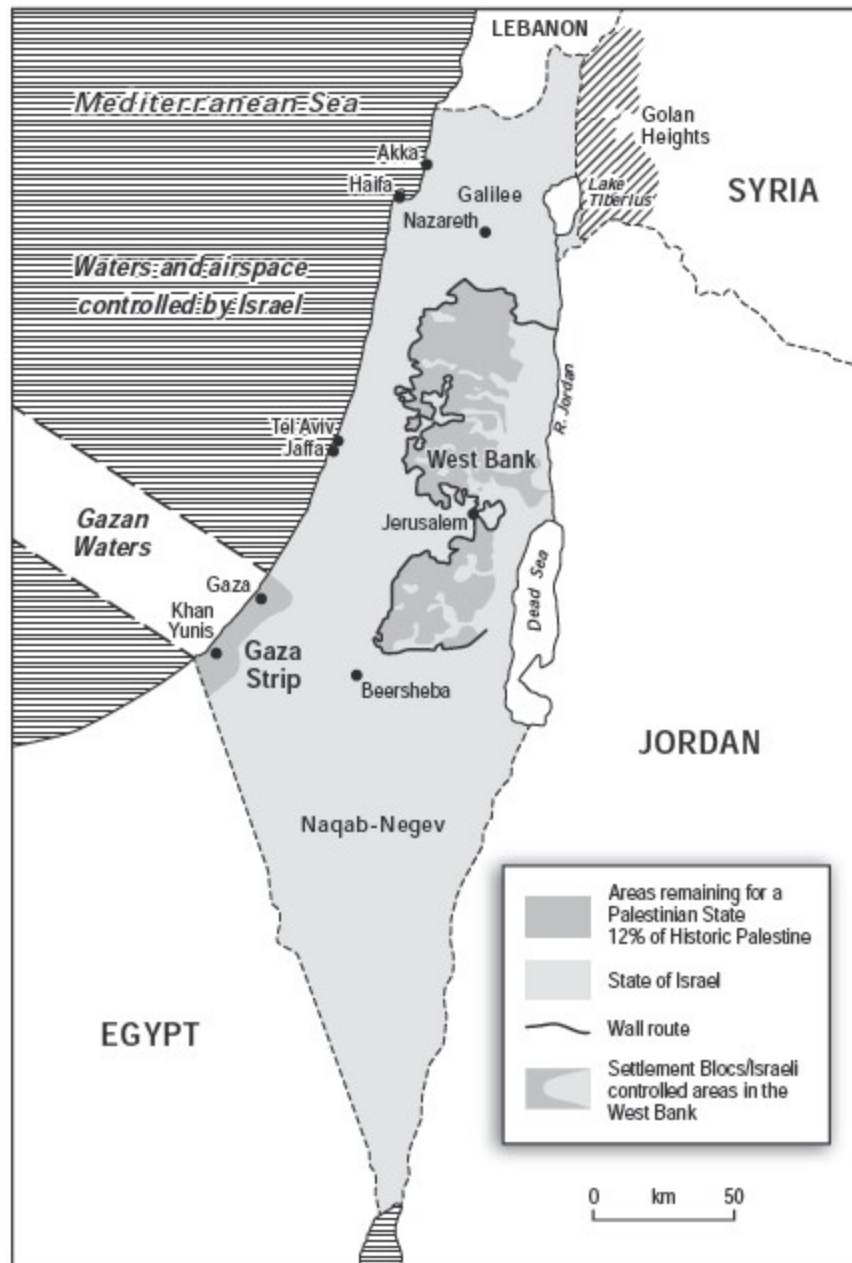 LEBANON
Mediterranean Sea
Golan
Heights
Akka
Haifa
Galilee
Lake
Tiberius
SYRIA
Nazareth
Waters and airspace
controlled by Israel
R. Jordan
Tel Aviv
Jaffa
West Bank
Jerusalem
Gazan
Waters
Gaza
Khan
Yunis
Gaza
Strip
Dead Sea
Beersheba
JORDAN
Naqab-Negev
EGYPT
Areas remaining for a
Palestinian State
12% of Historic Palestine
State of Israel
Wall route
Settlement Blocs/Israeli
controlled areas in the
West Bank
0 km 50